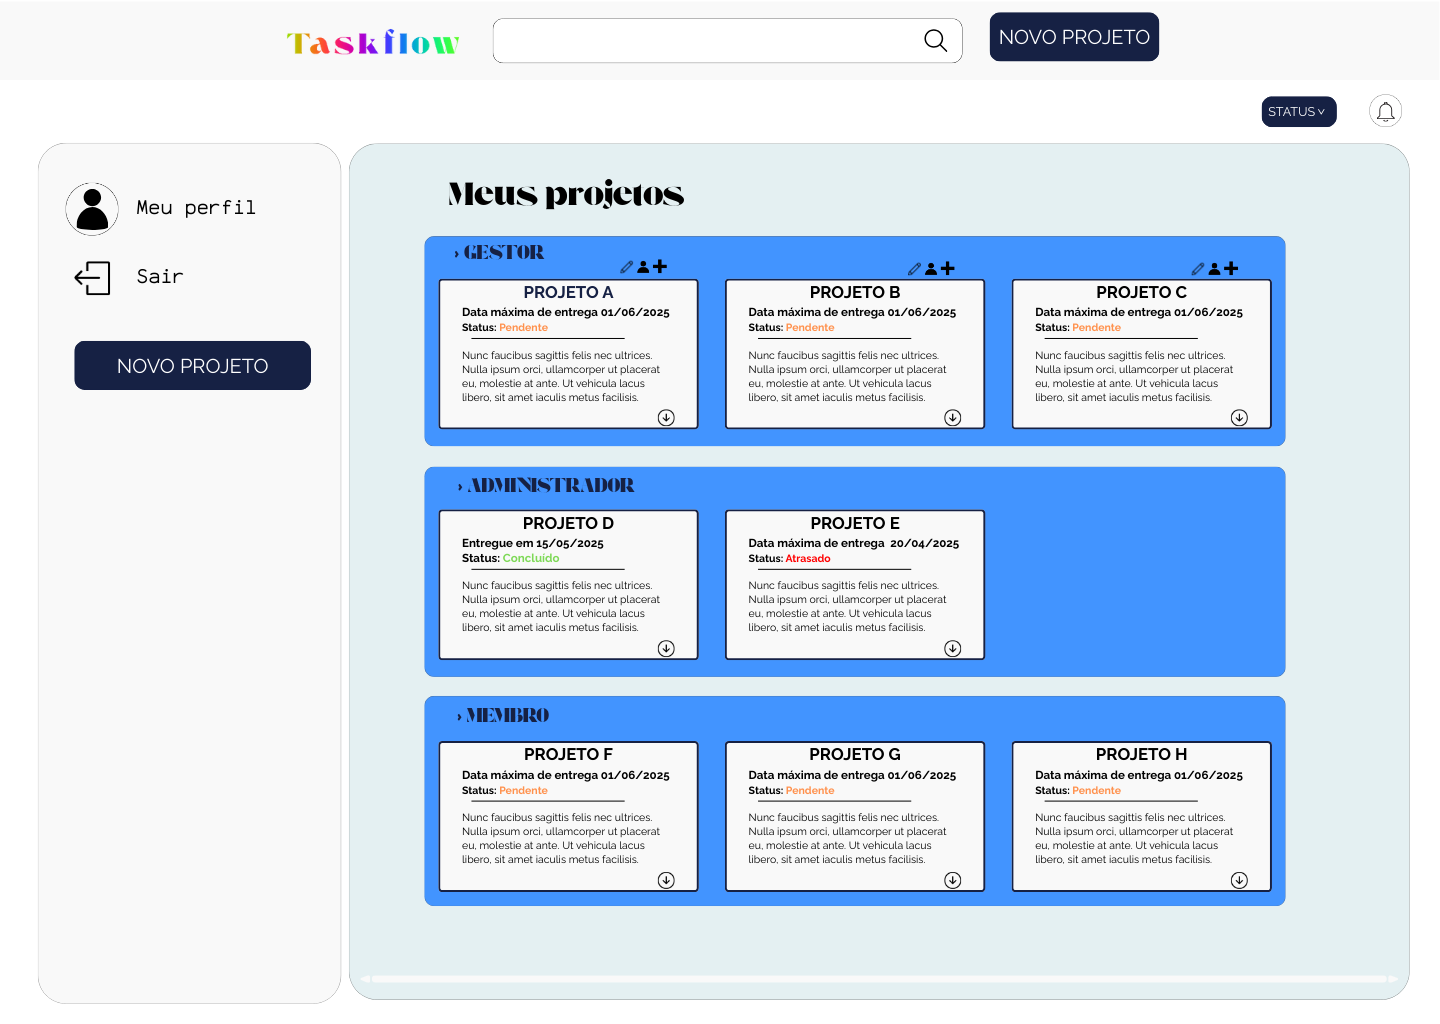 Taskflow
NOVO PROJETO
STATUS
Meu perfil
Sair
NOVO PROJETO
Meus projetos
› GESTOR
PROJETO A
Data máxima de entrega 01/06/2025
Status: Pendente
Nunc faucibus sagittis felis nec ultrices.
Nulla ipsum orci, ullamcorper ut placerat
eu, molestie at ante. Ut vehicula lacus
libero, sit amet iaculis metus facilisis.
PROJETO B
Data máxima de entrega 01/06/2025
Status: Pendente
Nunc faucibus sagittis felis nec ultrices.
Nulla ipsum orci, ullamcorper ut placerat
eu, molestie at ante. Ut vehicula lacus
libero, sit amet iaculis metus facilisis.
PROJETO C
Data máxima de entrega 01/06/2025
Status: Pendente
Nunc faucibus sagittis felis nec ultrices.
Nulla ipsum orci, ullamcorper ut placerat
eu, molestie at ante. Ut vehicula lacus
libero, sit amet iaculis metus facilisis.
› ADMINISTRADOR
PROJETO D
Entregue em 15/05/2025
Status: Concluído
Nunc faucibus sagittis felis nec ultrices.
Nulla ipsum orci, ullamcorper ut placerat
eu, molestie at ante. Ut vehicula lacus
libero, sit amet iaculis metus facilisis.
PROJETO E
Data máxima de entrega 20/04/2025
Status: Atrasado
Nunc faucibus sagittis felis nec ultrices.
Nulla ipsum orci, ullamcorper ut placerat
eu, molestie at ante. Ut vehicula lacus
libero, sit amet iaculis metus facilisis.
› MEMBRO
PROJETO F
Data máxima de entrega 01/06/2025
Status: Pendente
Nunc faucibus sagittis felis nec ultrices.
Nulla ipsum orci, ullamcorper ut placerat
eu, molestie at ante. Ut vehicula lacus
libero, sit amet iaculis metus facilisis.
PROJETO G
Data máxima de entrega 01/06/2025
Status: Pendente
Nunc faucibus sagittis felis nec ultrices.
Nulla ipsum orci, ullamcorper ut placerat
eu, molestie at ante. Ut vehicula lacus
libero, sit amet iaculis metus facilisis.
PROJETO H
Data máxima de entrega 01/06/2025
Status: Pendente
Nunc faucibus sagittis felis nec ultrices.
Nulla ipsum orci, ullamcorper ut placerat
eu, molestie at ante. Ut vehicula lacus
libero, sit amet iaculis metus facilisis.